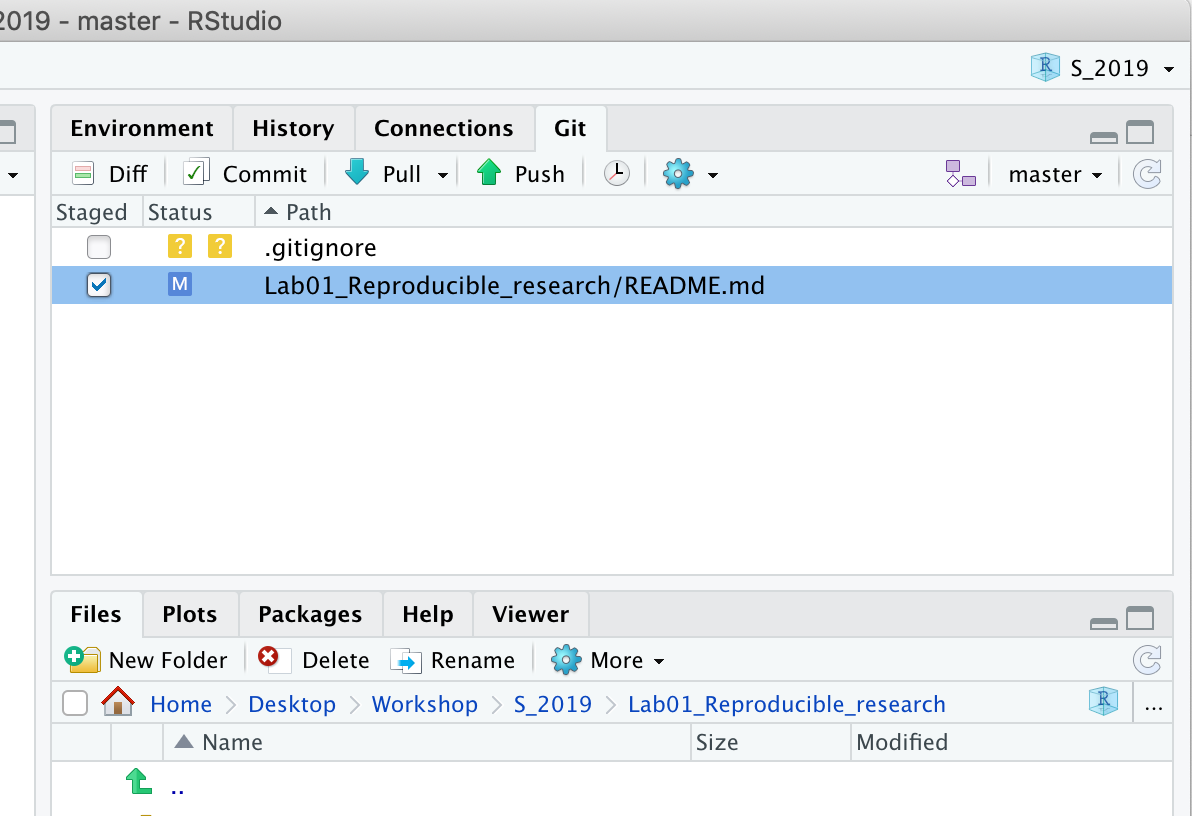 2019 - master - RStudio
S_2019
Environment History Connections Git
Diff Commit Pull Push master
Staged Status Path
? ? .gitignore
M Lab01_Reproducible_research/README.md
Files Plots Packages Help Viewer
New Folder Delete Rename More
Home Desktop Workshop S_2019 Lab01_Reproducible_research ...
Name Size Modified
..